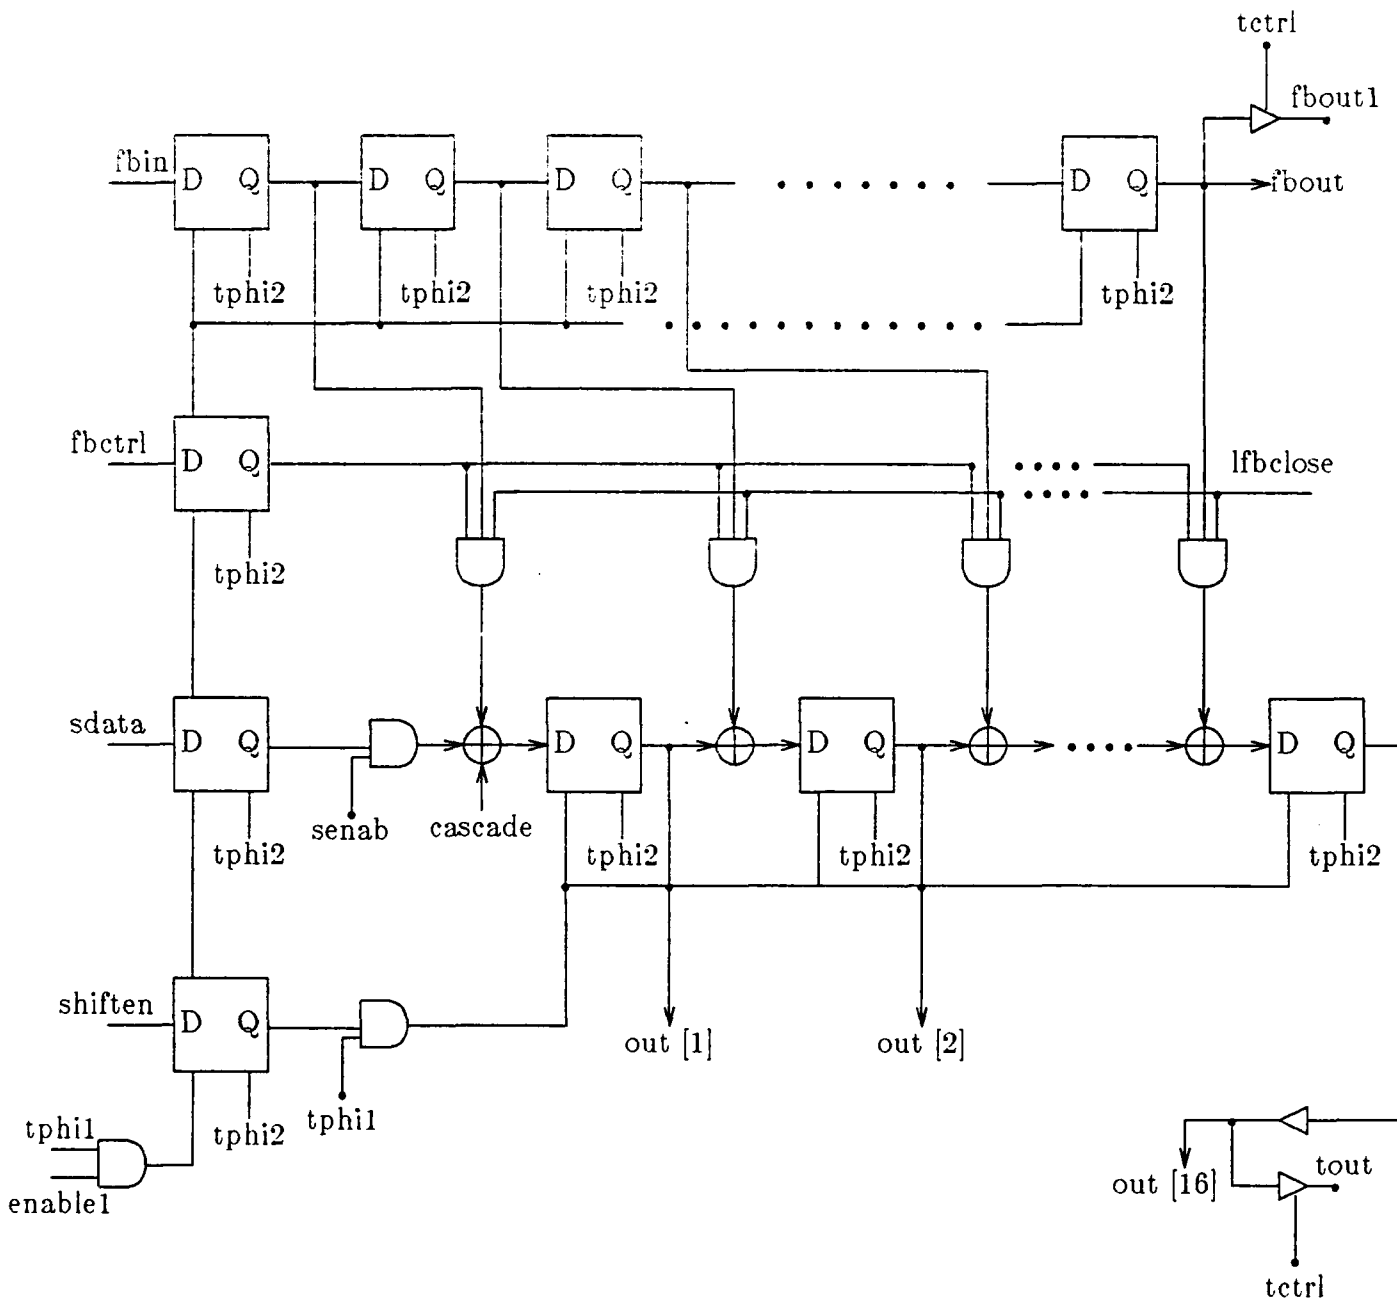 tctrl
fbout1
fbin D Q D Q D Q D Q fbout
tphi2 tphi2 tphi2 tphi2
fbctrl D Q lfbclose
tphi2
sdata D Q D Q D Q D Q
senab cascade tphi2 tphi2 tphi2 tphi2
shiften D Q
out [1] out [2]
tphi1 tphi2 tphi1
enable1
out [16] tout
tctrl